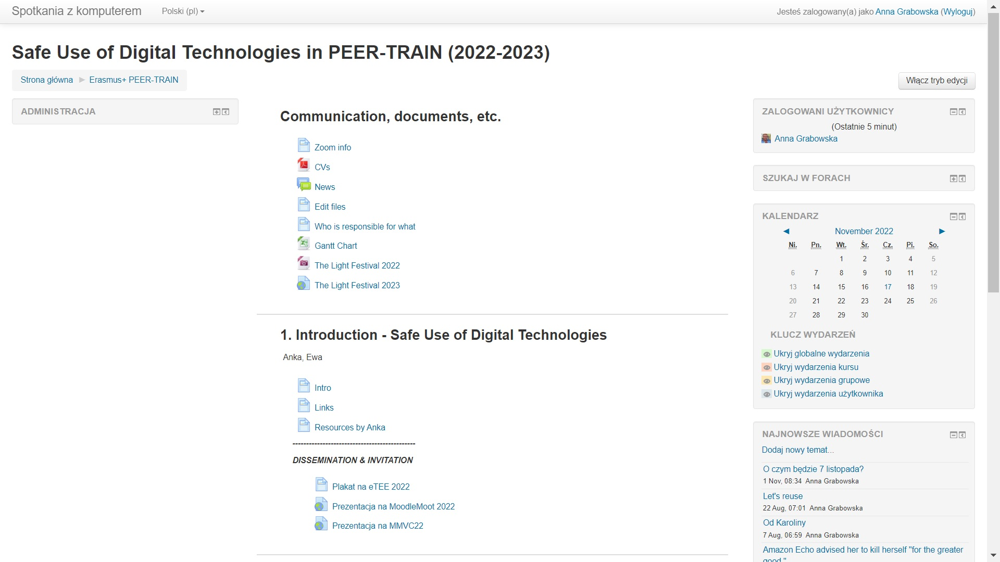 Spotkania z komputerem
Polski (pl)
Jesteś zalogowany(a) jako Anna Grabowska (Wyloguj)
Safe Use of Digital Technologies in PEER-TRAIN (2022-2023)
Strona główna ► Erasmus+ PEER-TRAIN
Włącz tryb edycji
ADMINISTRACJA
Communication, documents, etc.
Zoom info
CVs
News
Edit files
Who is responsible for what
Gantt Chart
The Light Festival 2022
The Light Festival 2023
1. Introduction - Safe Use of Digital Technologies
Anka, Ewa
Intro
Links
Resources by Anka
---------------------------------------------
DISSEMINATION & INVITATION
Plakat na eTEE 2022
Prezentacja na MoodleMoot 2022
Prezentacja na MMVC22
ZALOGOWANI UŻYTKOWNICY
(Ostatnie 5 minut)
Anna Grabowska
SZUKAJ W FORACH
KALENDARZ
◄ November 2022 ►
Ni. Pn. Wt. Śr. Cz. Pi. So.
1 2 3 4 5
6 7 8 9 10 11 12
13 14 15 16 17 18 19
20 21 22 23 24 25 26
27 28 29 30
KLUCZ WYDARZEŃ
Ukryj globalne wydarzenia
Ukryj wydarzenia kursu
Ukryj wydarzenia grupowe
Ukryj wydarzenia użytkownika
NAJNOWSZE WIADOMOŚCI
Dodaj nowy temat...
O czym będzie 7 listopada?
1 Nov, 08:34 Anna Grabowska
Let's reuse
22 Aug, 07:01 Anna Grabowska
Od Karoliny
7 Aug, 06:59 Anna Grabowska
Amazon Echo advised her to kill herself "for the greater
good."